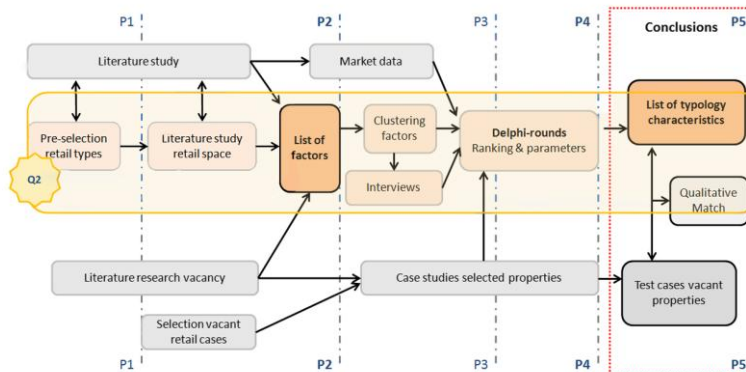 P1
P2
P3
P4
Conclusions
P5
Literature study
Market data
Pre-selection
retail types
Literature study
retail space
List of
factors
Clustering
factors
Interviews
Delphi-rounds
Ranking & parameters
List of typology
characteristics
Q2
Qualitative
Match
Literature research vacancy
Case studies selected properties
Test cases vacant
properties
Selection vacant
retail cases
P1
P2
P3
P4
P5